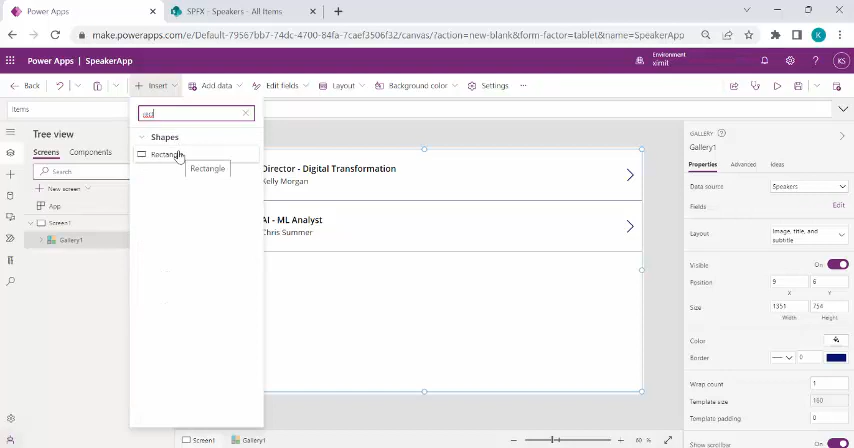 Power Apps
SPFX - Speakers - All Items
make.powerapps.com/e/Default-79567bb7-74dc-4700-84fa-7caef3506f32/canvas/?action=new-blank&form-factor=tablet&name=SpeakerApp
Power Apps | SpeakerApp
Environment
ximit
KS
Back
Insert
Add data
Edit fields
Layout
Background color
Settings
Items
Tree view
Screens Components
Search
New screen
App
Screen1
Gallery1
Shapes
Rectangle
Rectangle
Director - Digital Transformation
Kelly Morgan
AI - ML Analyst
Chris Summer
GALLERY
Gallery1
Properties Advanced Ideas
Data source Speakers
Fields Edit
Layout Image, title, and subtitle
Visible On
Position 9 6
X Y
Size 1351 754
Width Height
Color
Border 0
Wrap count 1
Template size 160
Template padding 0
Show scrollbar On
Screen1 Gallery1
60 %